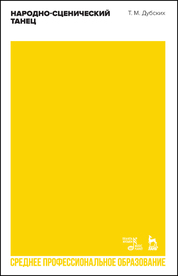 НАРОДНО-СЦЕНИЧЕСКИЙ
ТАНЕЦ
Т. М. Дубских
СРЕДНЕЕ ПРОФЕССИОНАЛЬНОЕ ОБРАЗОВАНИЕ